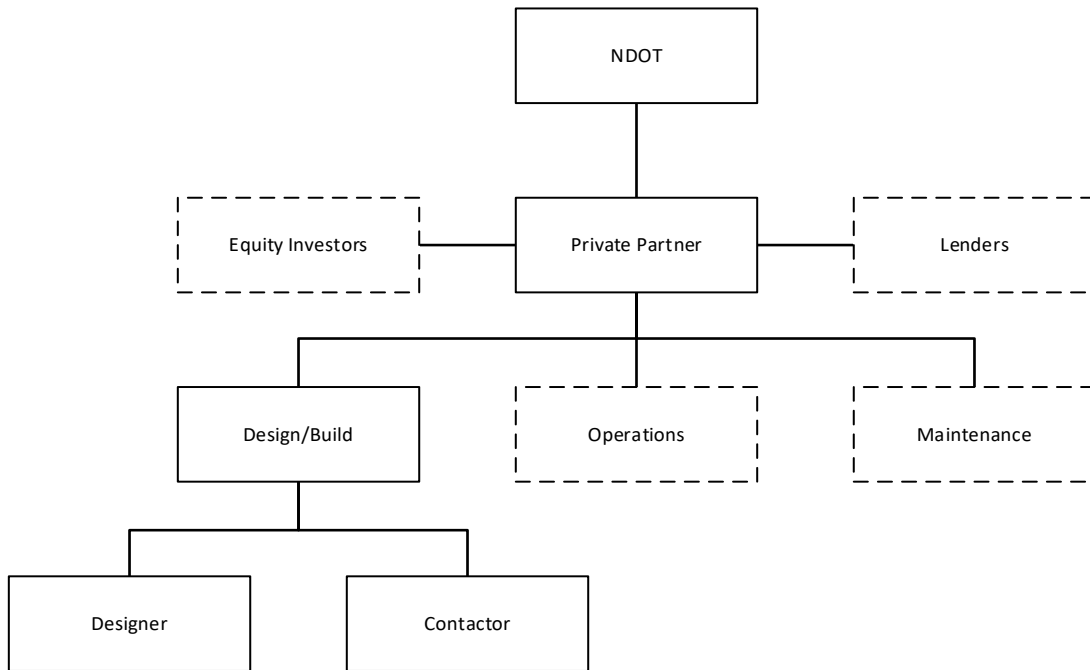 NDOT
Equity Investors
Private Partner
Lenders
Design/Build
Operations
Maintenance
Designer
Contactor